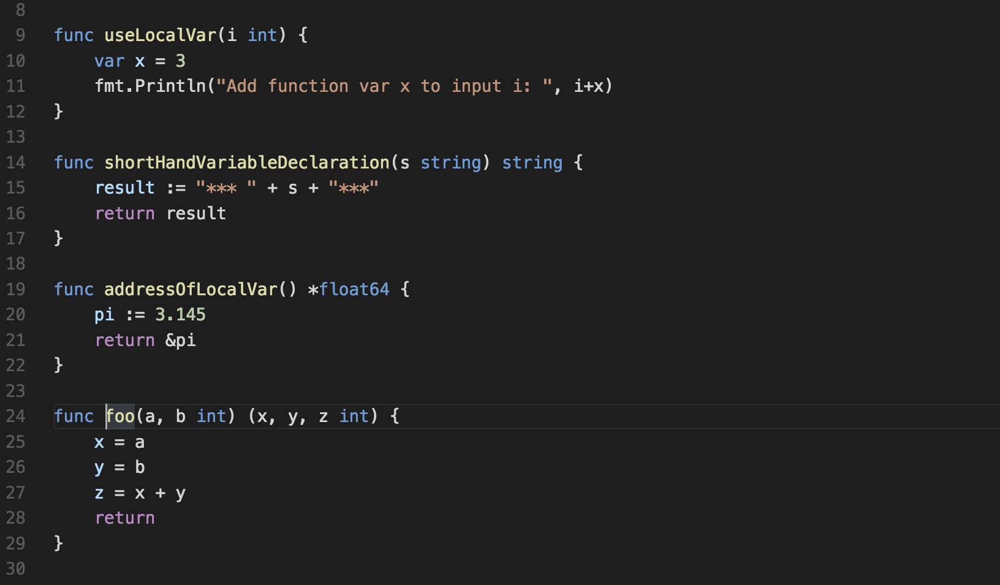 8
9 func useLocalVar(i int) {
10     var x = 3
11     fmt.Println("Add function var x to input i: ", i+x)
12 }
13
14 func shortHandVariableDeclaration(s string) string {
15     result := "*** " + s + "***"
16     return result
17 }
18
19 func addressOfLocalVar() *float64 {
20     pi := 3.145
21     return &pi
22 }
23
24 func foo(a, b int) (x, y, z int) {
25     x = a
26     y = b
27     z = x + y
28     return
29 }
30